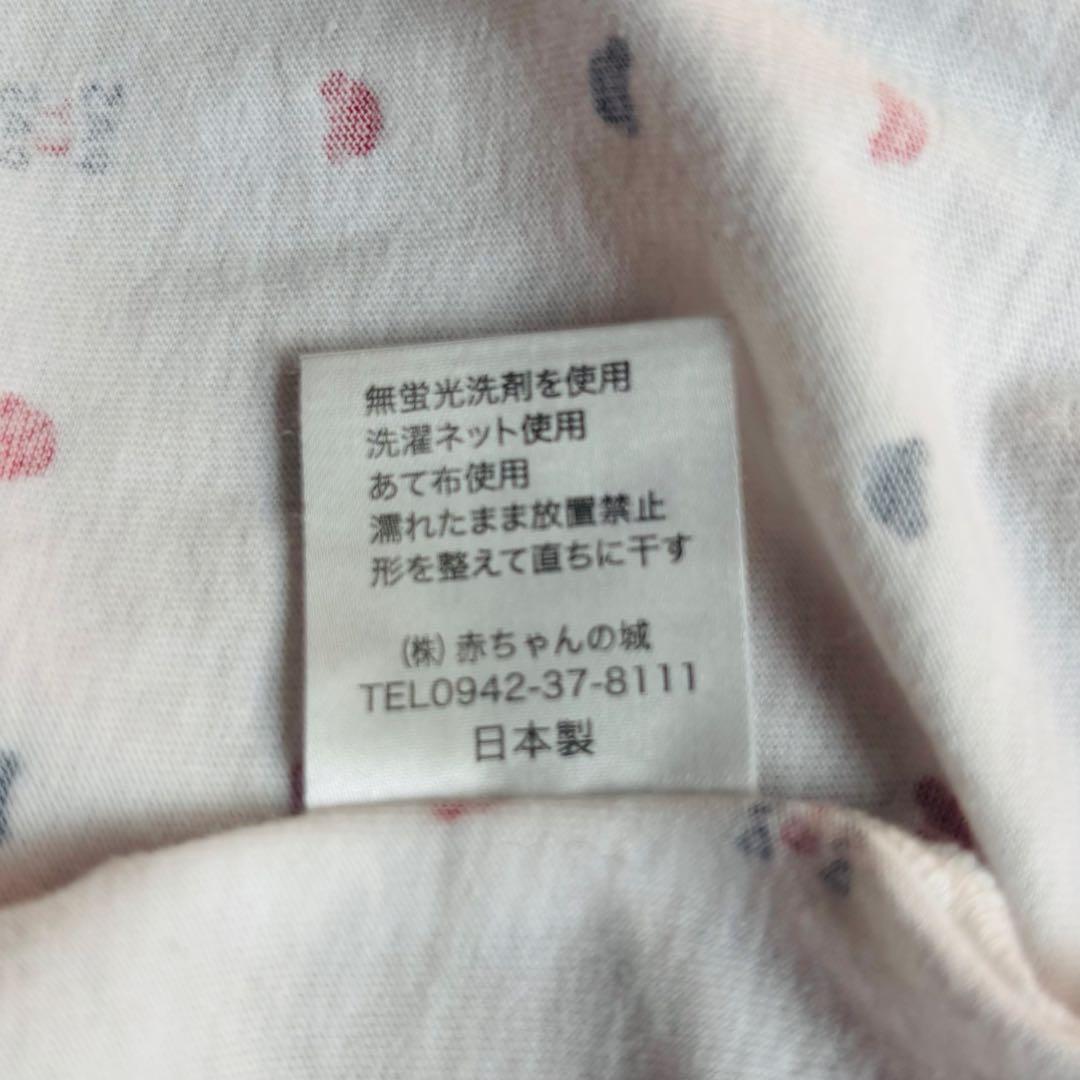 無蛍光洗剤を使用
洗濯ネット使用
あて布使用
濡れたまま放置禁止
形を整えて直ちに干す
(株)赤ちゃんの城
TEL0942-37-8111
日本製